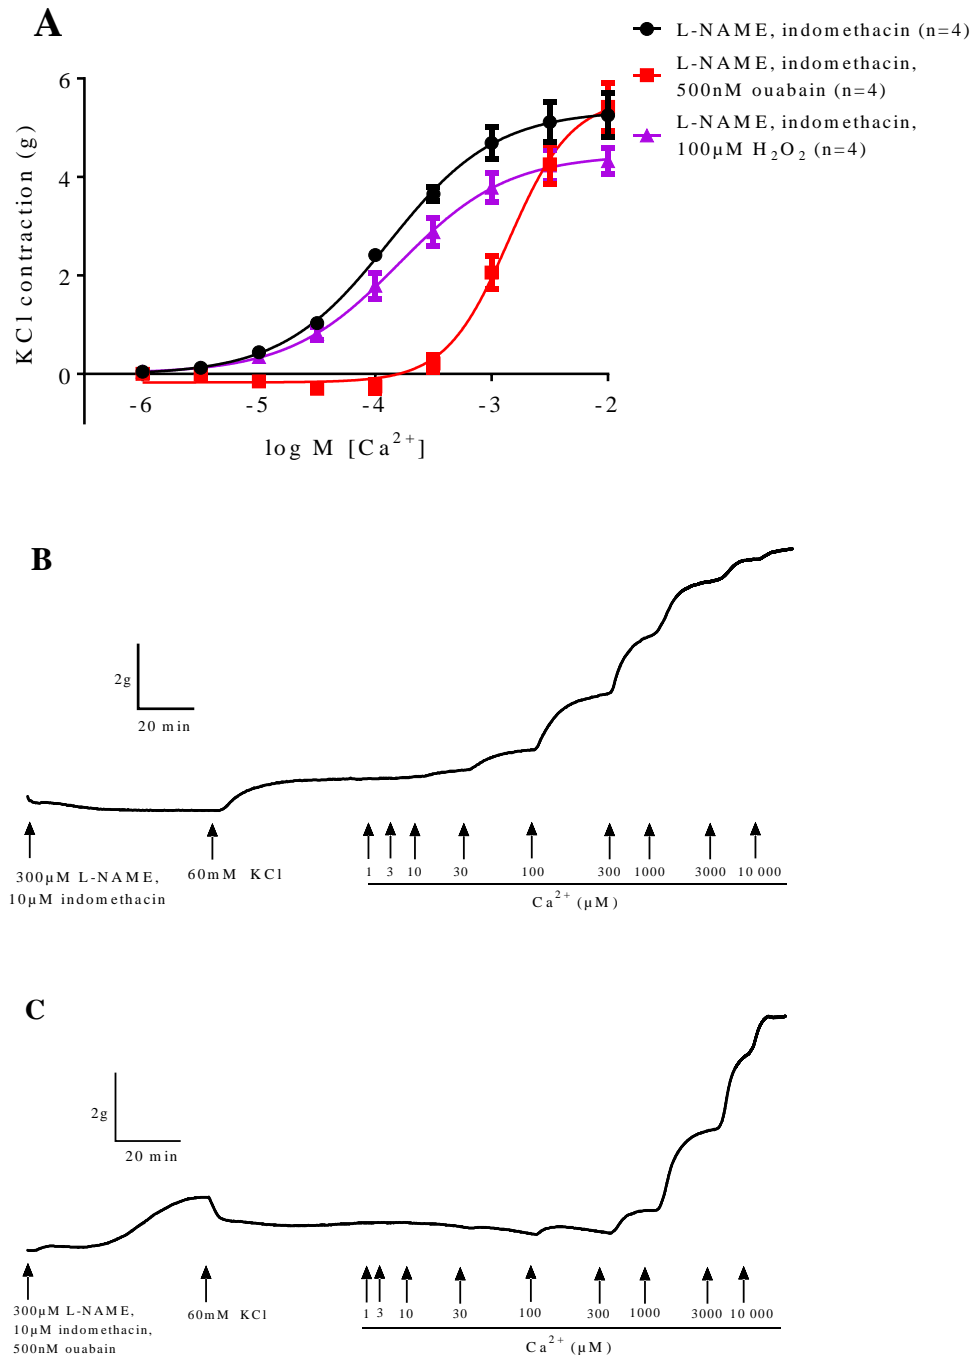 A
L-NAME, indomethacin (n=4)
L-NAME, indomethacin,
500nM ouabain (n=4)
L-NAME, indomethacin,
100µM H₂O₂ (n=4)
KCl contraction (g)
6
4
2
0
-6 -5 -4 -3 -2
log M [Ca²⁺]
B
2g
20 min
300µM L-NAME,
10µM indomethacin
60mM KCl
1 3 10 30 100 300 1000 3000 10 000
Ca²⁺ (µM)
C
2g
20 min
300µM L-NAME,
10µM indomethacin,
500nM ouabain
60mM KCl
1 3 10 30 100 300 1000 3000 10 000
Ca²⁺ (µM)